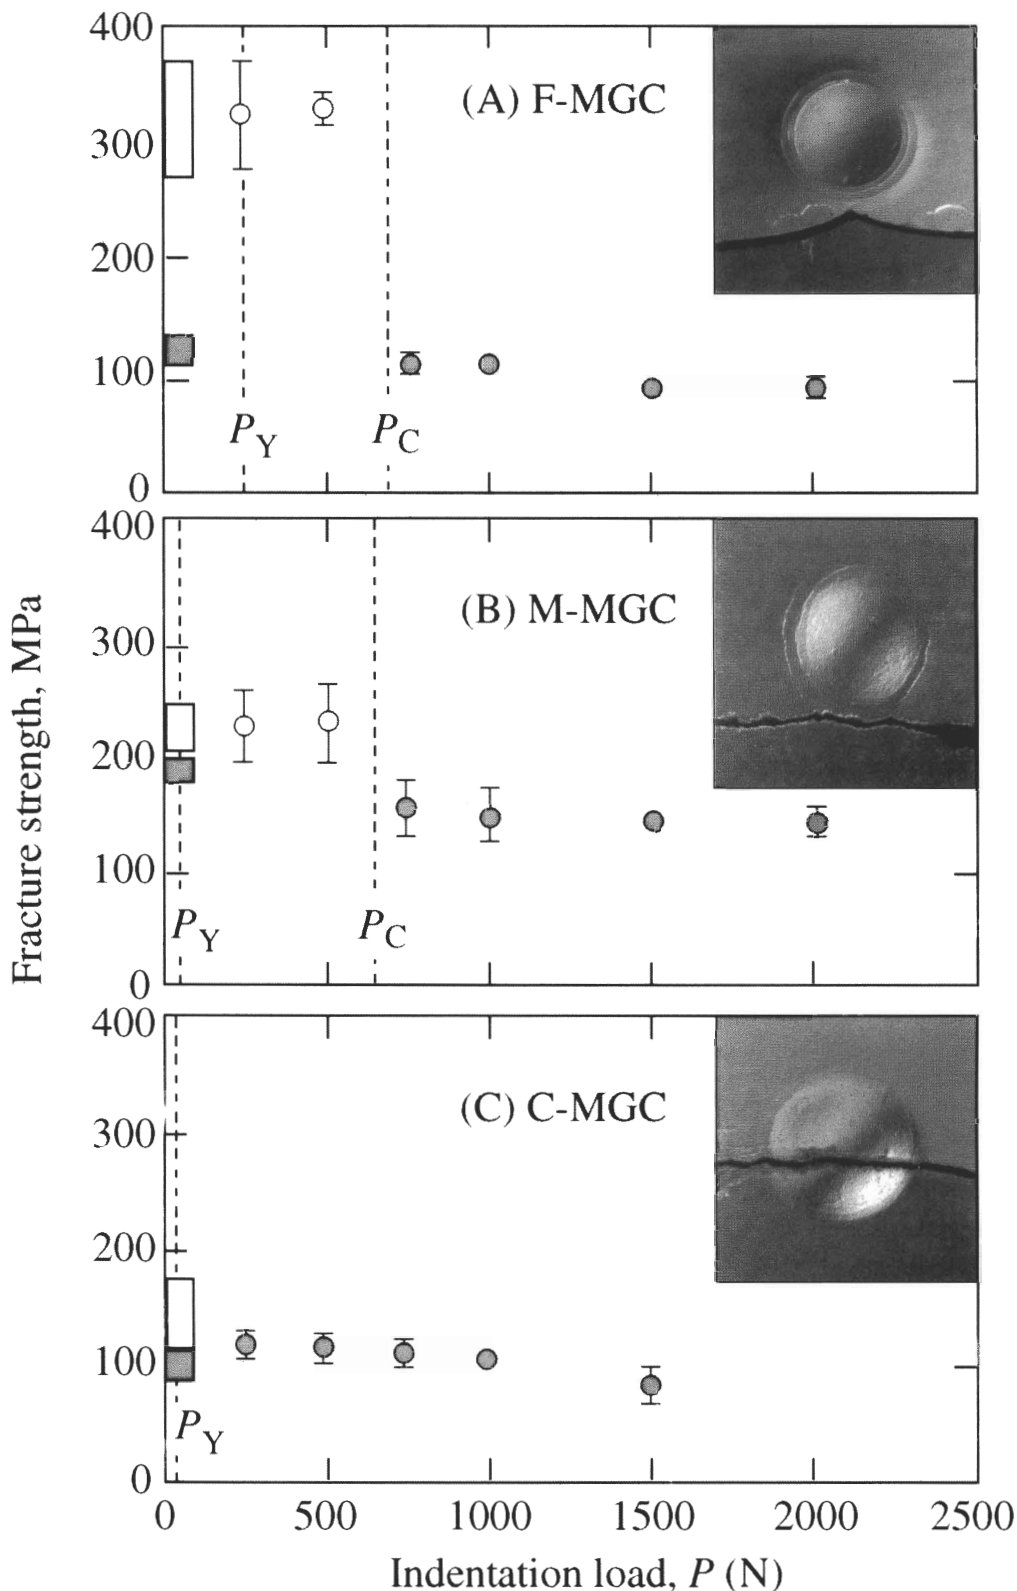 400
(A) F-MGC
300
200
100
P_Y P_C
0
400
(B) M-MGC
300
200
100
P_Y P_C
0
400
(C) C-MGC
300
200
100
P_Y
0
0 500 1000 1500 2000 2500
Indentation load, P (N)
Fracture strength, MPa